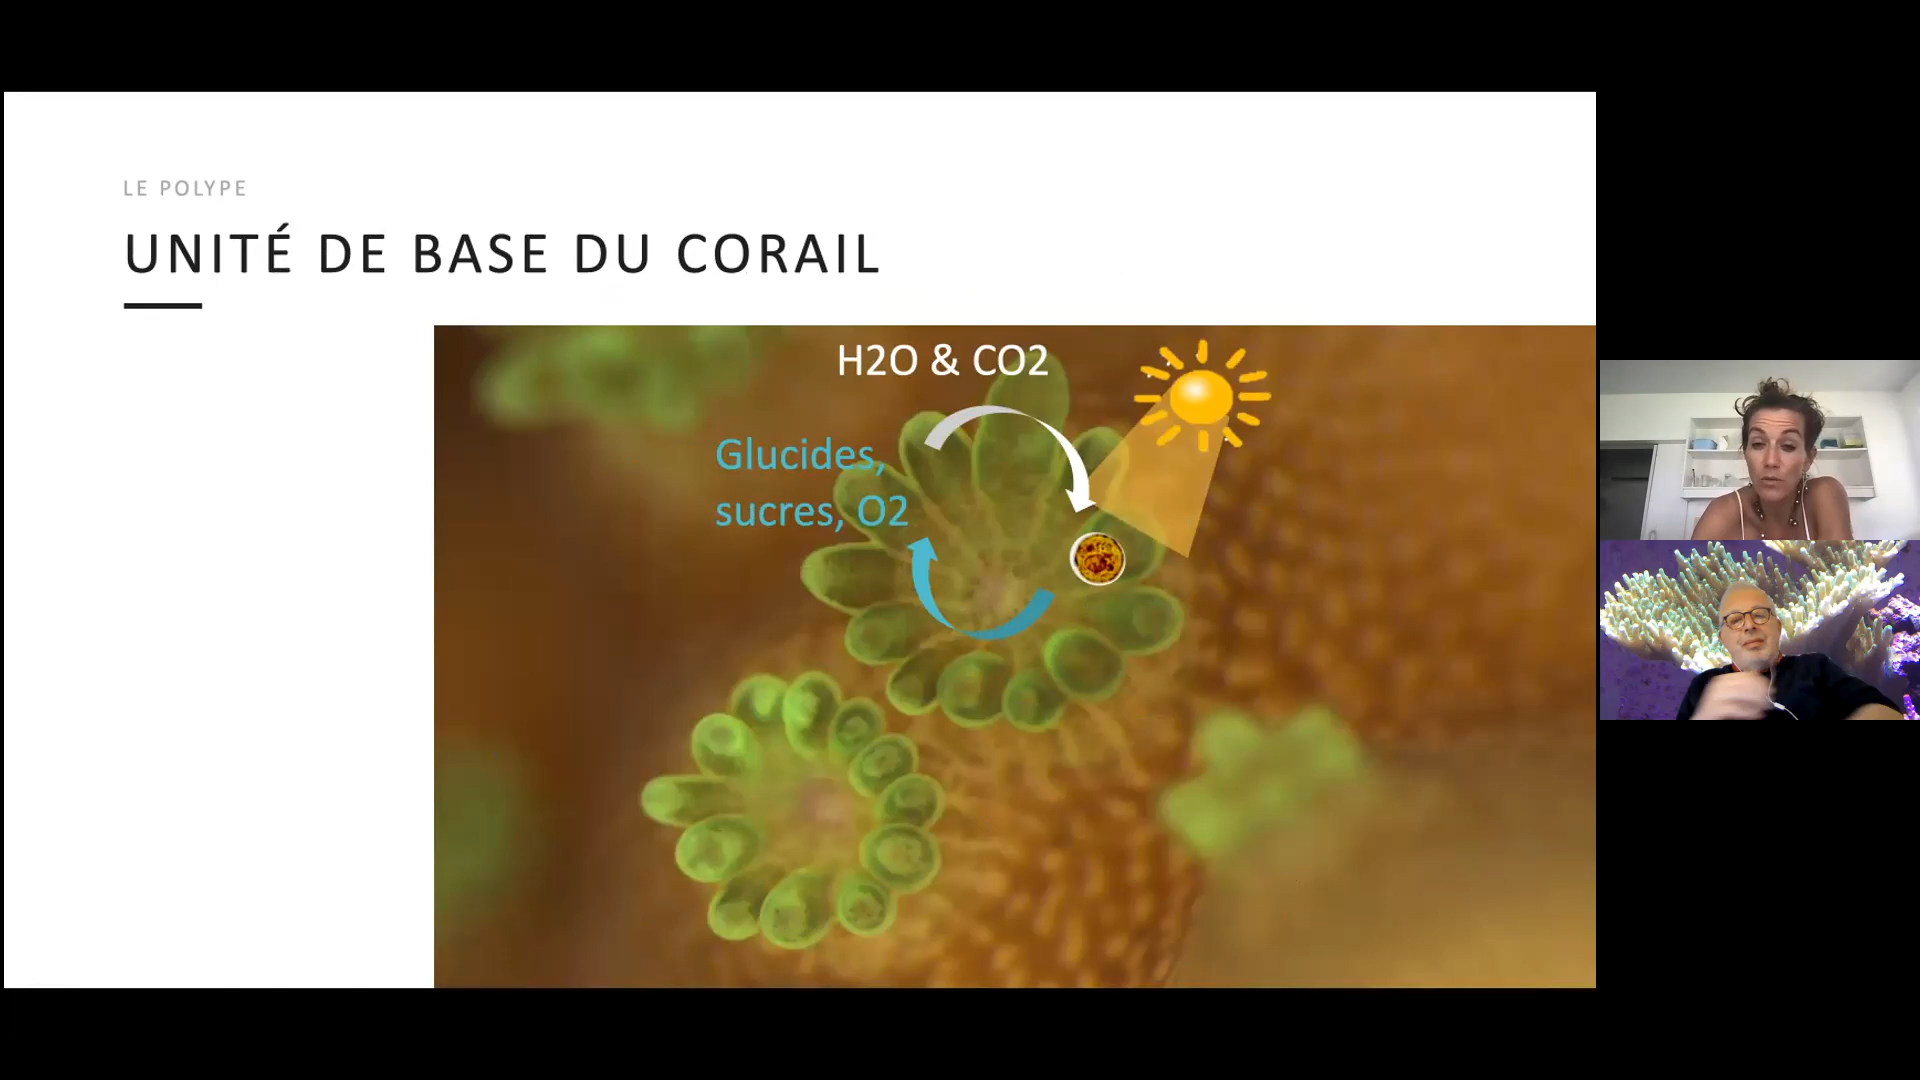 LE POLYPE
UNITÉ DE BASE DU CORAIL
H2O & CO2
Glucides,
sucres, O2